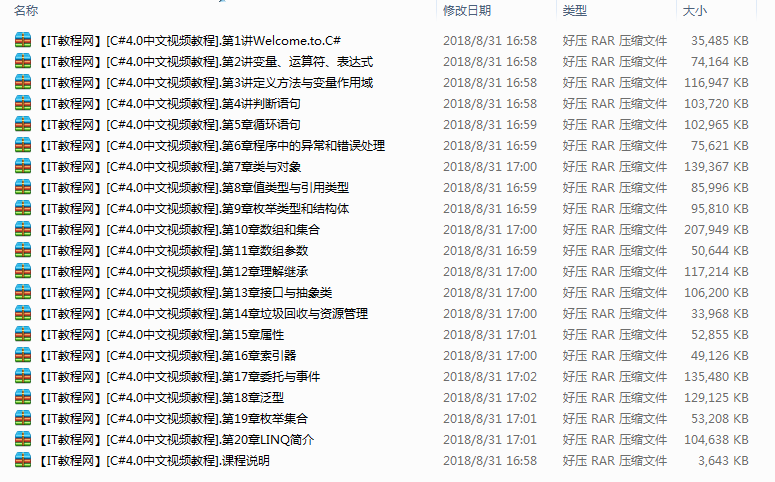 名称 修改日期 类型 大小
【IT教程网】[C#4.0中文视频教程].第1讲Welcome.to.C# 2018/8/31 16:58 好压 RAR 压缩文件 35,485 KB
【IT教程网】[C#4.0中文视频教程].第2讲变量、运算符、表达式 2018/8/31 16:58 好压 RAR 压缩文件 74,164 KB
【IT教程网】[C#4.0中文视频教程].第3讲定义方法与变量作用域 2018/8/31 16:58 好压 RAR 压缩文件 116,947 KB
【IT教程网】[C#4.0中文视频教程].第4讲判断语句 2018/8/31 16:58 好压 RAR 压缩文件 103,720 KB
【IT教程网】[C#4.0中文视频教程].第5章循环语句 2018/8/31 16:59 好压 RAR 压缩文件 102,965 KB
【IT教程网】[C#4.0中文视频教程].第6章程序中的异常和错误处理 2018/8/31 16:59 好压 RAR 压缩文件 75,621 KB
【IT教程网】[C#4.0中文视频教程].第7章类与对象 2018/8/31 17:00 好压 RAR 压缩文件 139,367 KB
【IT教程网】[C#4.0中文视频教程].第8章值类型与引用类型 2018/8/31 16:59 好压 RAR 压缩文件 85,996 KB
【IT教程网】[C#4.0中文视频教程].第9章枚举类型和结构体 2018/8/31 16:59 好压 RAR 压缩文件 95,810 KB
【IT教程网】[C#4.0中文视频教程].第10章数组和集合 2018/8/31 17:00 好压 RAR 压缩文件 207,949 KB
【IT教程网】[C#4.0中文视频教程].第11章数组参数 2018/8/31 16:59 好压 RAR 压缩文件 50,644 KB
【IT教程网】[C#4.0中文视频教程].第12章理解继承 2018/8/31 17:00 好压 RAR 压缩文件 117,214 KB
【IT教程网】[C#4.0中文视频教程].第13章接口与抽象类 2018/8/31 17:00 好压 RAR 压缩文件 106,200 KB
【IT教程网】[C#4.0中文视频教程].第14章垃圾回收与资源管理 2018/8/31 17:00 好压 RAR 压缩文件 33,968 KB
【IT教程网】[C#4.0中文视频教程].第15章属性 2018/8/31 17:01 好压 RAR 压缩文件 52,855 KB
【IT教程网】[C#4.0中文视频教程].第16章索引器 2018/8/31 17:00 好压 RAR 压缩文件 49,126 KB
【IT教程网】[C#4.0中文视频教程].第17章委托与事件 2018/8/31 17:02 好压 RAR 压缩文件 135,480 KB
【IT教程网】[C#4.0中文视频教程].第18章泛型 2018/8/31 17:02 好压 RAR 压缩文件 129,125 KB
【IT教程网】[C#4.0中文视频教程].第19章枚举集合 2018/8/31 17:01 好压 RAR 压缩文件 53,208 KB
【IT教程网】[C#4.0中文视频教程].第20章LINQ简介 2018/8/31 17:01 好压 RAR 压缩文件 104,638 KB
【IT教程网】[C#4.0中文视频教程].课程说明 2018/8/31 16:58 好压 RAR 压缩文件 3,643 KB